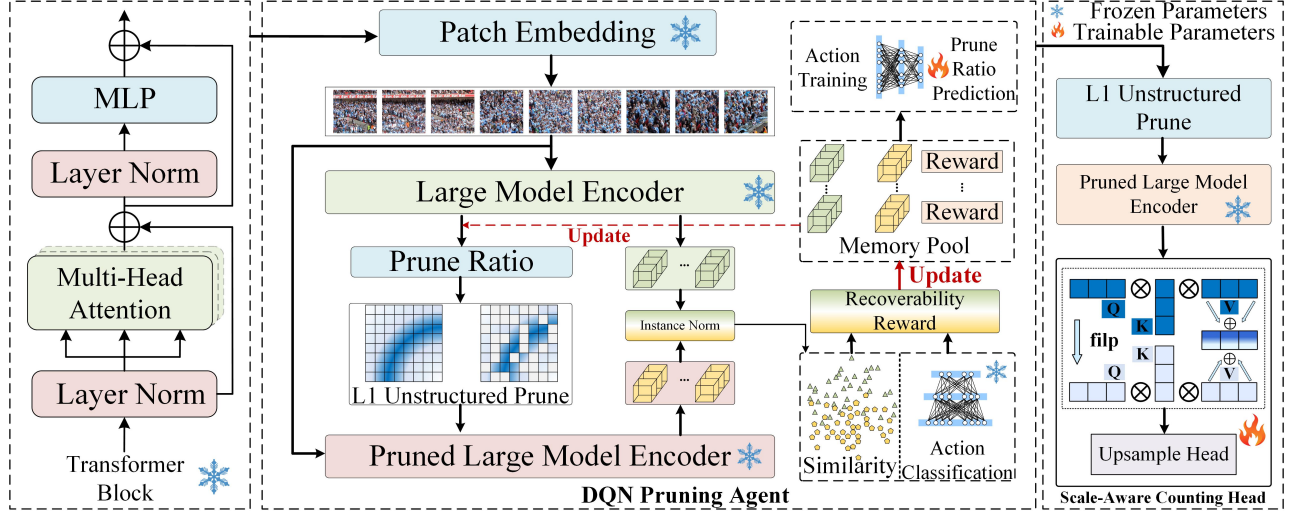 MLP
Layer Norm
Multi-Head
Attention
Layer Norm
Transformer
Block
Patch Embedding
Large Model Encoder
Update
Prune Ratio
L1 Unstructured Prune
Instance Norm
Pruned Large Model Encoder
Action
Training
Prune
Ratio
Prediction
Reward
Reward
Memory Pool
Update
Recoverability
Reward
Similarity
Action
Classification
DQN Pruning Agent
Frozen Parameters
Trainable Parameters
L1 Unstructured
Prune
Pruned Large Model
Encoder
Q
K
V
filp
K
Q
V
Upsample Head
Scale-Aware Counting Head